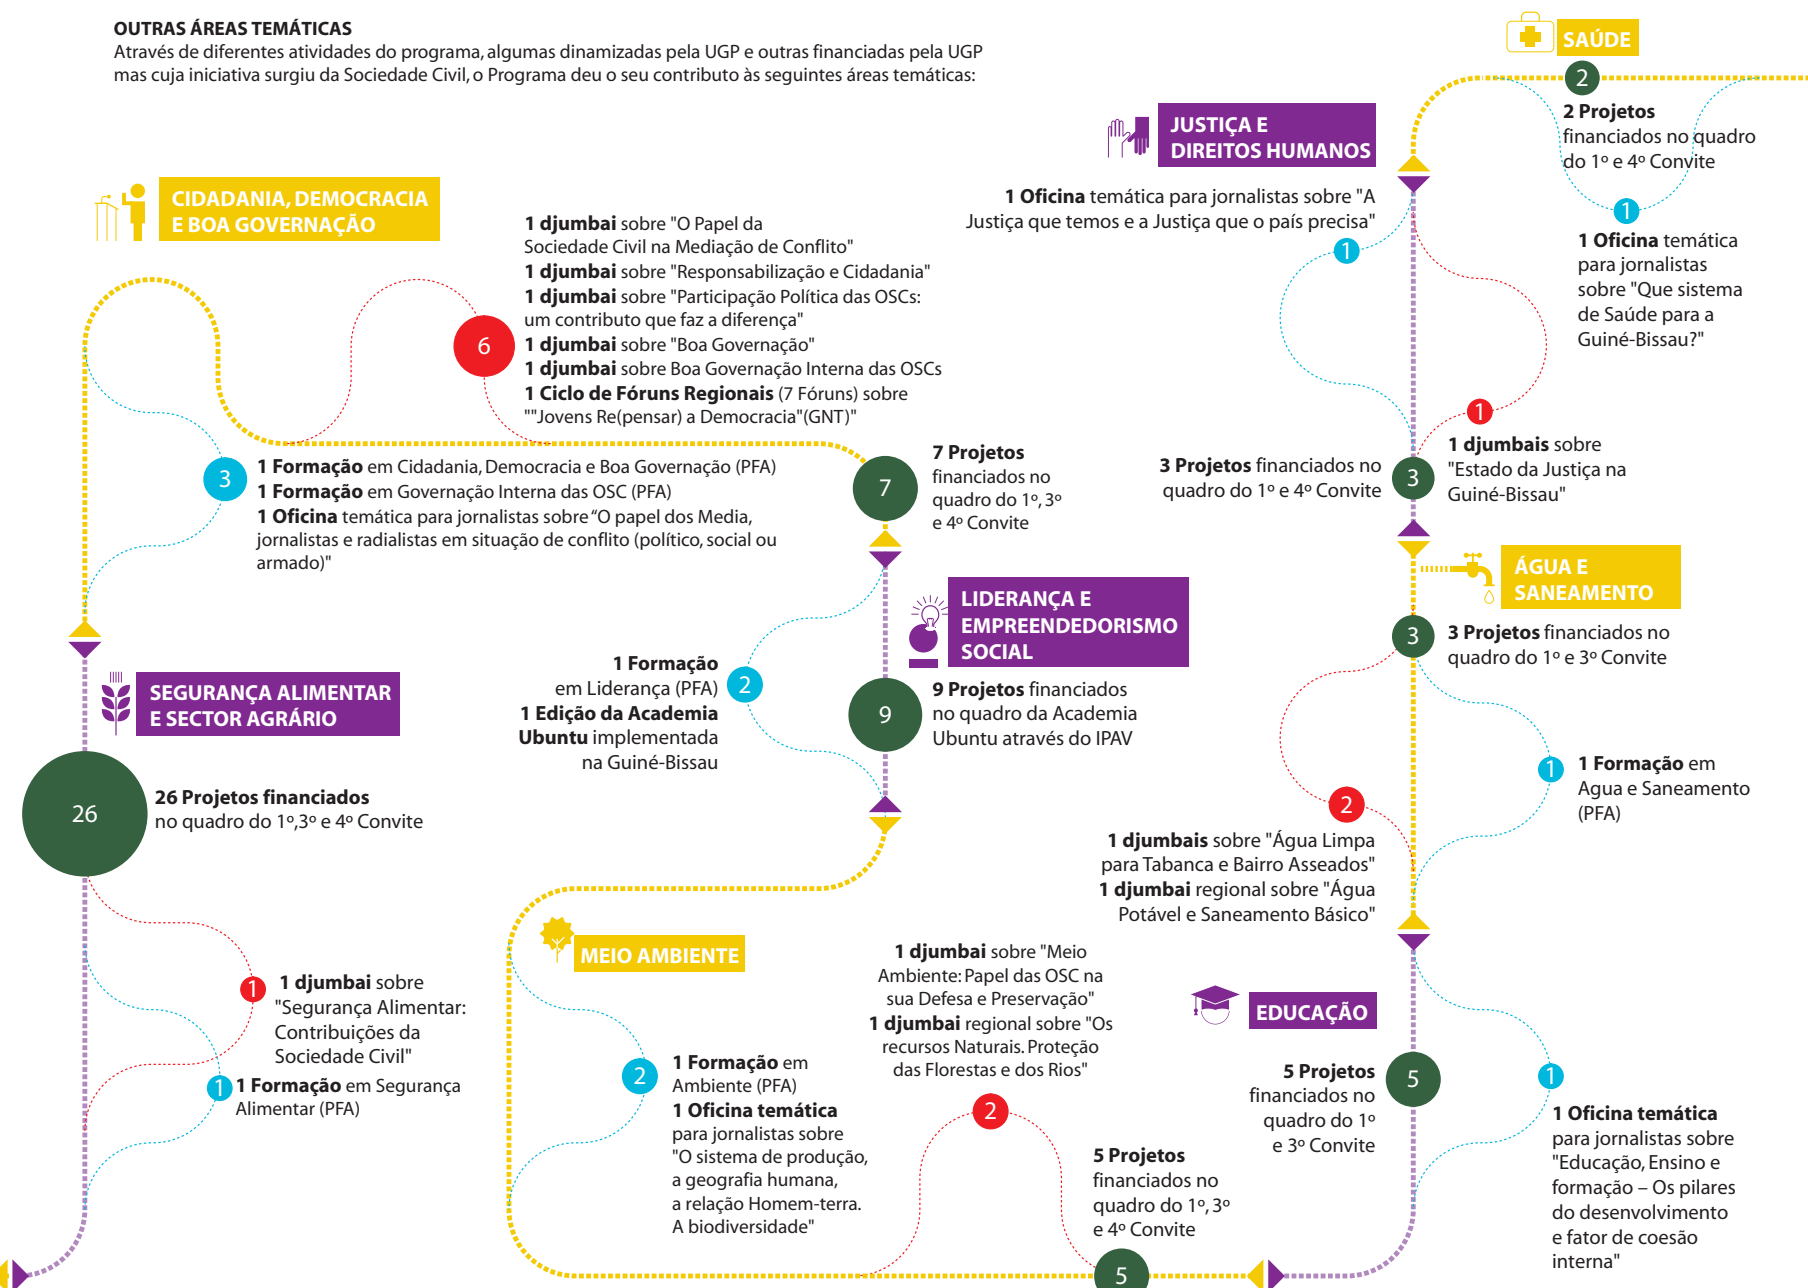 OUTRAS ÁREAS TEMÁTICAS
Através de diferentes atividades do programa, algumas dinamizadas pela UGP e outras financiadas pela UGP
mas cuja iniciativa surgiu da Sociedade Civil, o Programa deu o seu contributo às seguintes áreas temáticas:
SAÚDE
2
2 Projetos
financiados no quadro
do 1º e 4º Convite
1
1 Oficina temática
para jornalistas
sobre "Que sistema
de Saúde para a
Guiné-Bissau?"
JUSTIÇA E
DIREITOS HUMANOS
1 Oficina temática para jornalistas sobre "A
Justiça que temos e a Justiça que o país precisa"
1
1
1 djumbais sobre
"Estado da Justiça na
Guiné-Bissau"
3 Projetos financiados no
quadro do 1º e 4º Convite
3
CIDADANIA, DEMOCRACIA
E BOA GOVERNAÇÃO
1 djumbai sobre "O Papel da
Sociedade Civil na Mediação de Conflito"
1 djumbai sobre "Responsabilização e Cidadania"
1 djumbai sobre "Participação Política das OSCs:
um contributo que faz a diferença"
1 djumbai sobre "Boa Governação"
1 djumbai sobre Boa Governação Interna das OSCs
1 Ciclo de Fóruns Regionais (7 Fóruns) sobre
""Jovens Re(pensar) a Democracia"(GNT)"
6
3
1 Formação em Cidadania, Democracia e Boa Governação (PFA)
1 Formação em Governação Interna das OSC (PFA)
1 Oficina temática para jornalistas sobre “O papel dos Media,
jornalistas e radialistas em situação de conflito (político, social ou
armado)"
7
7 Projetos
financiados no
quadro do 1º, 3º
e 4º Convite
ÁGUA E
SANEAMENTO
3
3 Projetos financiados no
quadro do 1º e 3º Convite
1
1 Formação em
Agua e Saneamento
(PFA)
2
1 djumbais sobre "Água Limpa
para Tabanca e Bairro Asseados"
1 djumbai regional sobre "Água
Potável e Saneamento Básico"
LIDERANÇA E
EMPREENDEDORISMO
SOCIAL
1 Formação
em Liderança (PFA)
1 Edição da Academia
Ubuntu implementada
na Guiné-Bissau
2
9
9 Projetos financiados
no quadro da Academia
Ubuntu através do IPAV
SEGURANÇA ALIMENTAR
E SECTOR AGRÁRIO
26
26 Projetos financiados
no quadro do 1º,3º e 4º Convite
1
1 djumbai sobre
"Segurança Alimentar:
Contribuições da
Sociedade Civil"
1
1 Formação em Segurança
Alimentar (PFA)
MEIO AMBIENTE
2
1 Formação em
Ambiente (PFA)
1 Oficina temática
para jornalistas sobre
"O sistema de produção,
a geografia humana,
a relação Homem-terra.
A biodiversidade"
1 djumbai sobre "Meio
Ambiente: Papel das OSC na
sua Defesa e Preservação"
1 djumbai regional sobre "Os
recursos Naturais. Proteção
das Florestas e dos Rios"
2
5 Projetos
financiados no
quadro do 1º, 3º
e 4º Convite
5
EDUCAÇÃO
5 Projetos
financiados no
quadro do 1º
e 3º Convite
5
1
1 Oficina temática
para jornalistas sobre
"Educação, Ensino e
formação – Os pilares
do desenvolvimento
e fator de coesão
interna"